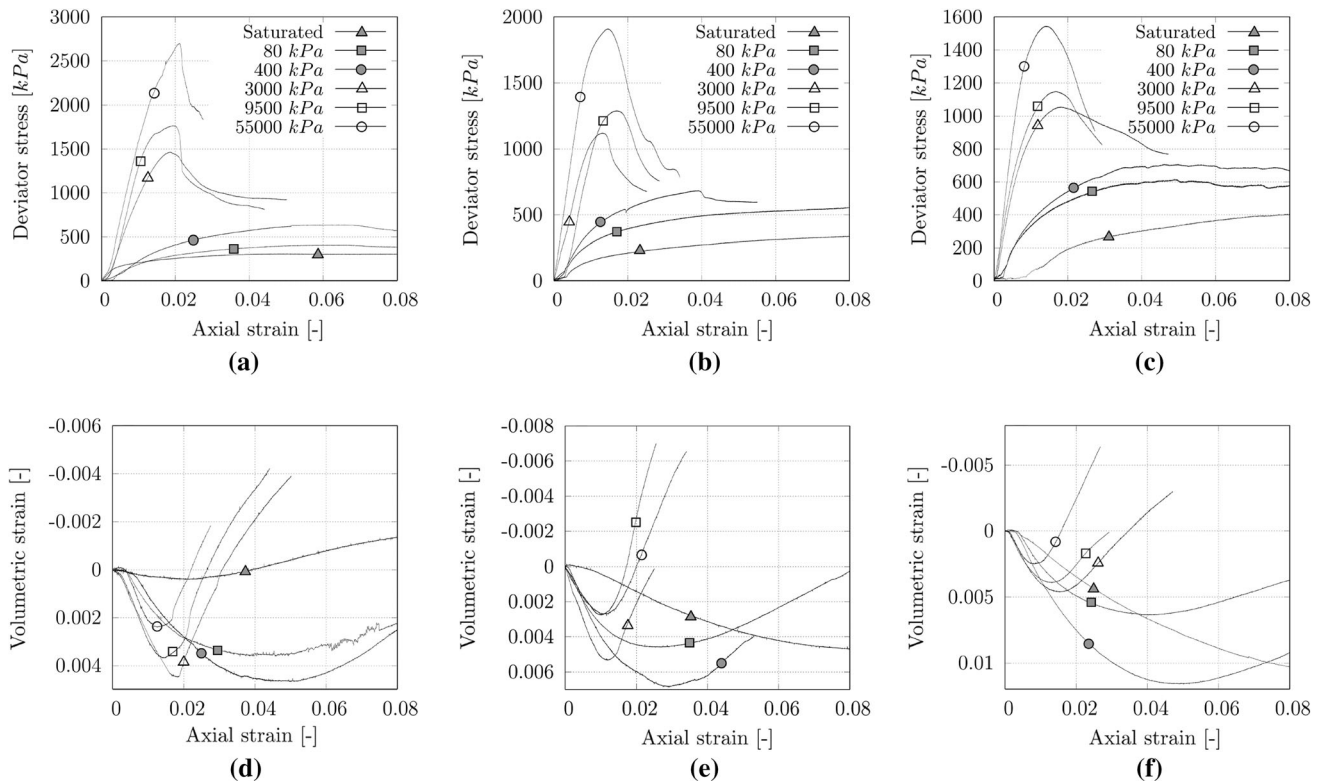 3000
2500
2000
1500
1000
500
0
0 0.02 0.04 0.06 0.08
Deviator stress [kPa]
Axial strain [-]
Saturated
80 kPa
400 kPa
3000 kPa
9500 kPa
55000 kPa
(a)
2000
1500
1000
500
0
0 0.02 0.04 0.06 0.08
Deviator stress [kPa]
Axial strain [-]
Saturated
80 kPa
400 kPa
3000 kPa
9500 kPa
55000 kPa
(b)
1600
1400
1200
1000
800
600
400
200
0
0 0.02 0.04 0.06 0.08
Deviator stress [kPa]
Axial strain [-]
Saturated
80 kPa
400 kPa
3000 kPa
9500 kPa
55000 kPa
(c)
-0.006
-0.004
-0.002
0
0.002
0.004
0 0.02 0.04 0.06 0.08
Volumetric strain [-]
Axial strain [-]
(d)
-0.008
-0.006
-0.004
-0.002
0
0.002
0.004
0.006
0 0.02 0.04 0.06 0.08
Volumetric strain [-]
Axial strain [-]
(e)
-0.005
0
0.005
0.01
0 0.02 0.04 0.06 0.08
Volumetric strain [-]
Axial strain [-]
(f)